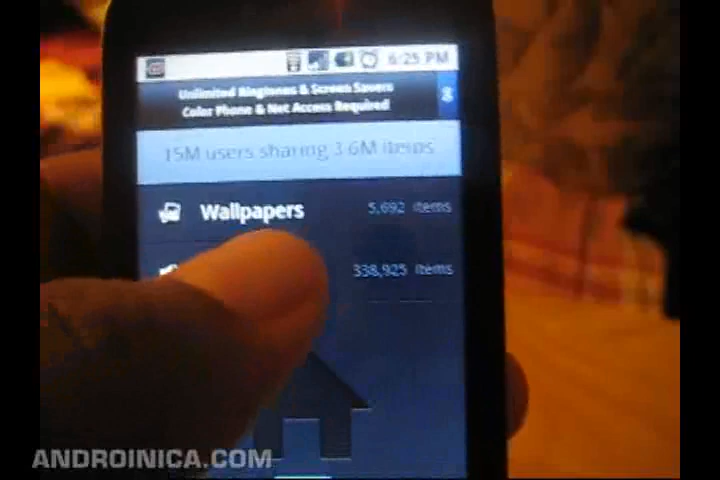 6:25 PM
Unlimited Ringtones & Screen Savers
Color Phone & Net Access Required
15M users sharing 3.6M items
Wallpapers 5,692 items
338,925 items
ANDROINICA.COM